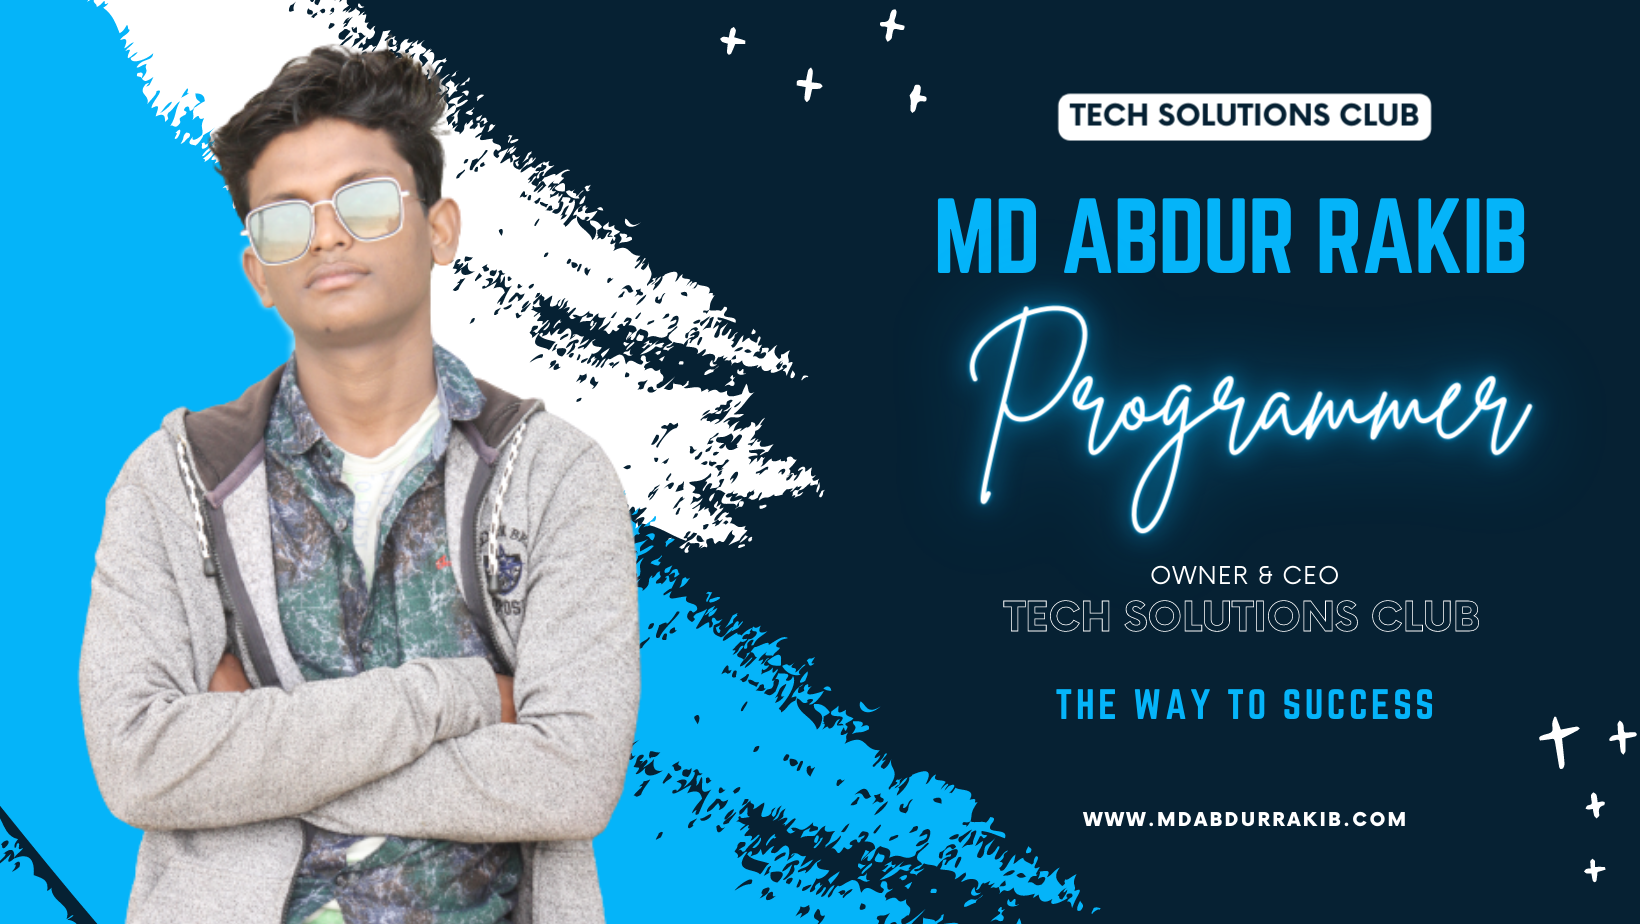 TECH SOLUTIONS CLUB
MD ABDUR RAKIB
Programmer
OWNER & CEO
TECH SOLUTIONS CLUB
THE WAY TO SUCCESS
WWW.MDABDURRAKIB.COM